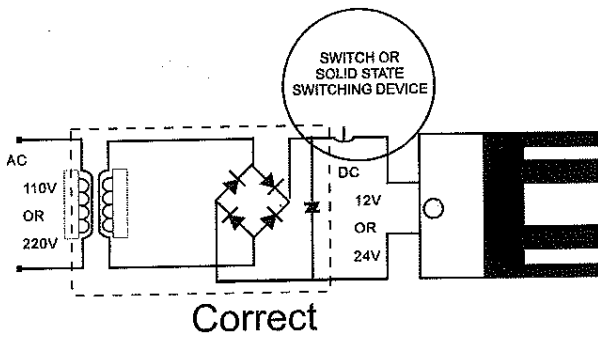 SWITCH OR
SOLID STATE
SWITCHING DEVICE
AC
110V
OR
220V
DC
12V
OR
24V
Correct